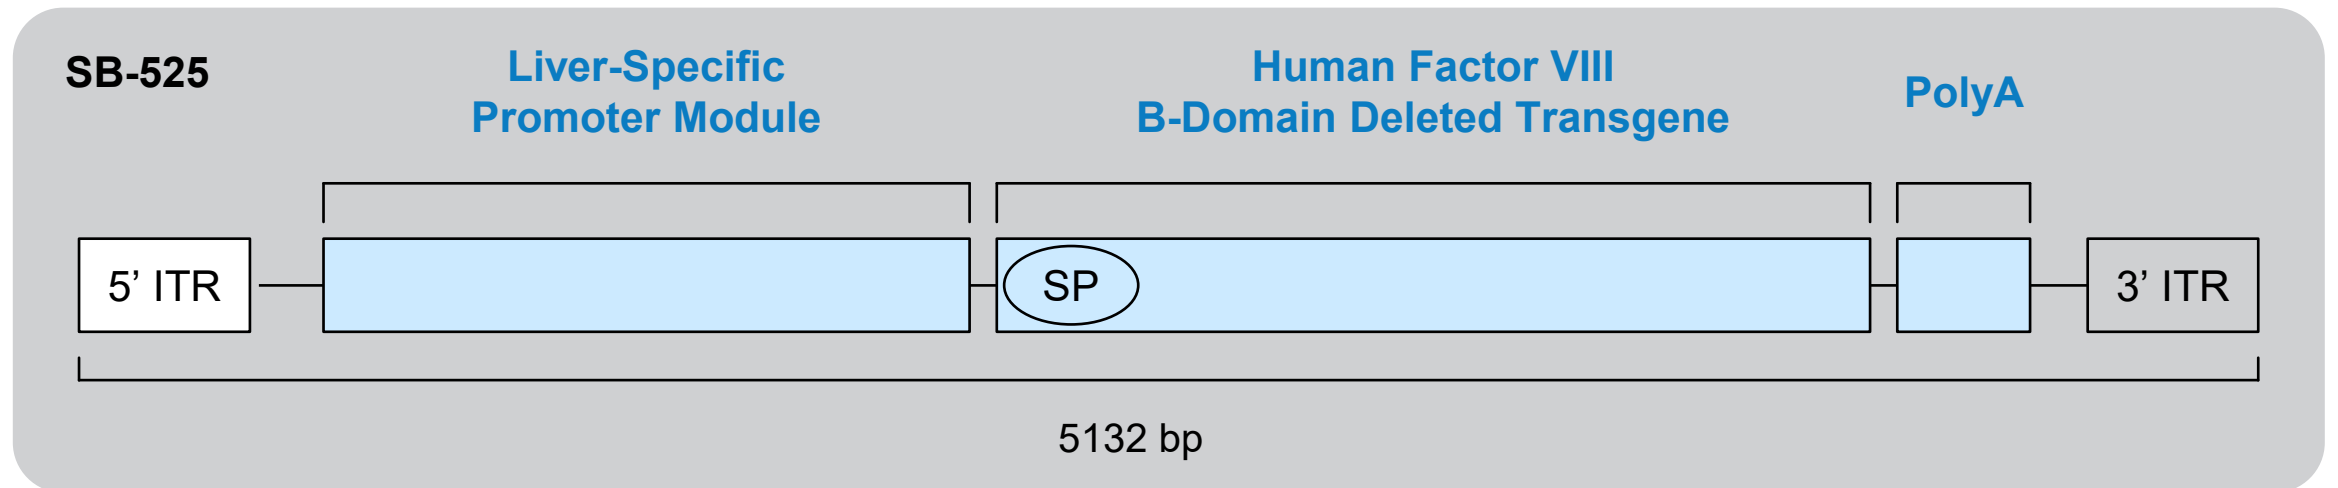 SB-525
Liver-Specific
Promoter Module
Human Factor VIII
B-Domain Deleted Transgene
PolyA
5’ ITR
SP
3’ ITR
5132 bp